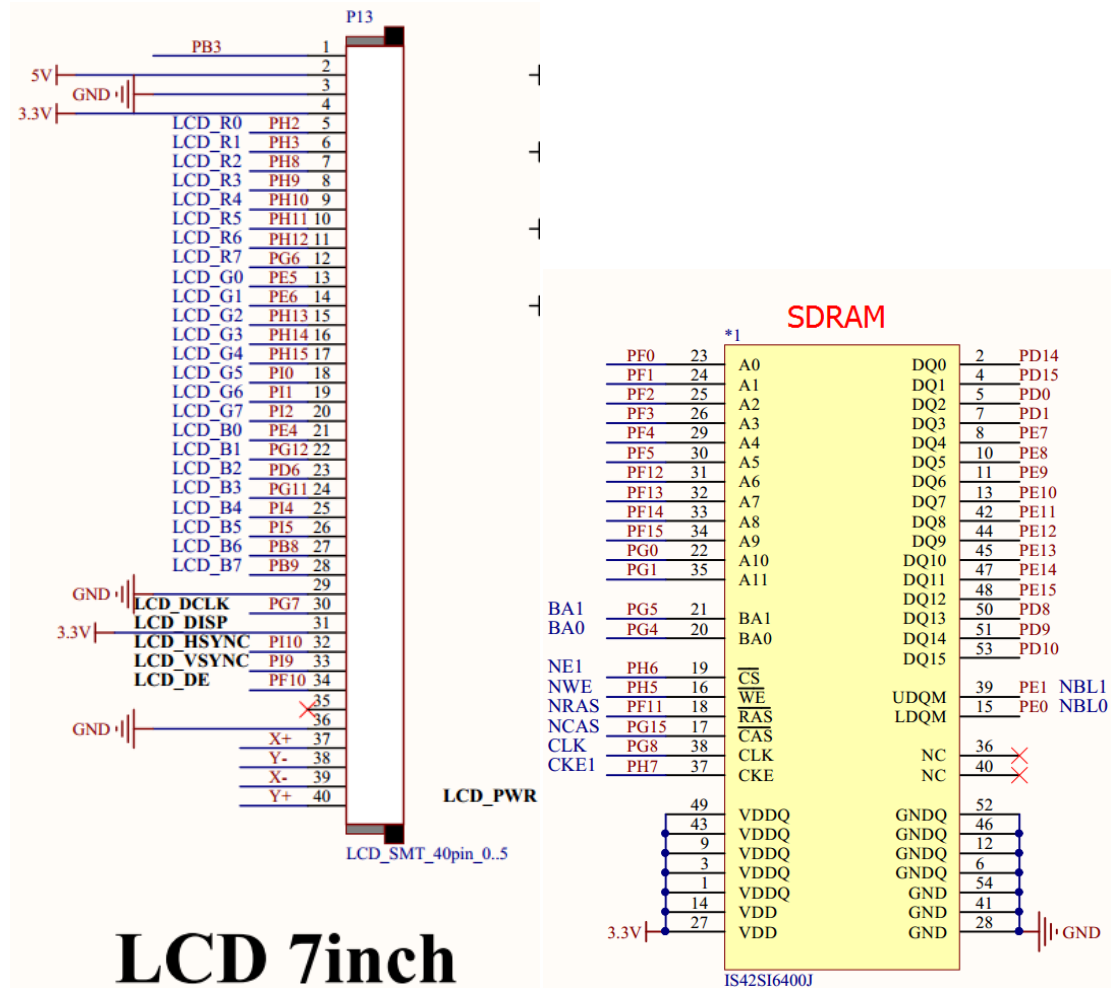 P13
PB3 1
5V 2
GND 3
3.3V 4
LCD_R0 PH2 5
LCD_R1 PH3 6
LCD_R2 PH8 7
LCD_R3 PH9 8
LCD_R4 PH10 9
LCD_R5 PH11 10
LCD_R6 PH12 11
LCD_R7 PG6 12
LCD_G0 PE5 13
LCD_G1 PE6 14
LCD_G2 PH13 15
LCD_G3 PH14 16
LCD_G4 PH15 17
LCD_G5 PI0 18
LCD_G6 PI1 19
LCD_G7 PI2 20
LCD_B0 PE4 21
LCD_B1 PG12 22
LCD_B2 PD6 23
LCD_B3 PG11 24
LCD_B4 PI4 25
LCD_B5 PI5 26
LCD_B6 PB8 27
LCD_B7 PB9 28
GND 29
LCD_DCLK PG7 30
3.3V LCD_DISP 31
LCD_HSYNC PI10 32
LCD_VSYNC PI9 33
LCD_DE PF10 34
35
GND 36
X+ 37
Y- 38
X- 39
Y+ 40
LCD_PWR
LCD_SMT_40pin_0..5
LCD 7inch
SDRAM
*1
PF0 23 A0 DQ0 2 PD14
PF1 24 A1 DQ1 4 PD15
PF2 25 A2 DQ2 5 PD0
PF3 26 A3 DQ3 7 PD1
PF4 29 A4 DQ4 8 PE7
PF5 30 A5 DQ5 10 PE8
PF12 31 A6 DQ6 11 PE9
PF13 32 A7 DQ7 13 PE10
PF14 33 A8 DQ8 42 PE11
PF15 34 A9 DQ9 44 PE12
PG0 22 A10 DQ10 45 PE13
PG1 35 A11 DQ11 47 PE14
DQ12 48 PE15
BA1 PG5 21 BA1 DQ13 50 PD8
BA0 PG4 20 BA0 DQ14 51 PD9
DQ15 53 PD10
NE1 PH6 19 CS
NWE PH5 16 WE UDQM 39 PE1 NBL1
NRAS PF11 18 RAS LDQM 15 PE0 NBL0
NCAS PG15 17 CAS
CLK PG8 38 CLK NC 36
CKE1 PH7 37 CKE NC 40
49 VDDQ GNDQ 52
43 VDDQ GNDQ 46
9 VDDQ GNDQ 12
3 VDDQ GNDQ 6
1 VDDQ GND 54
14 VDD GND 41
3.3V 27 VDD GND 28 GND
IS42SI6400J